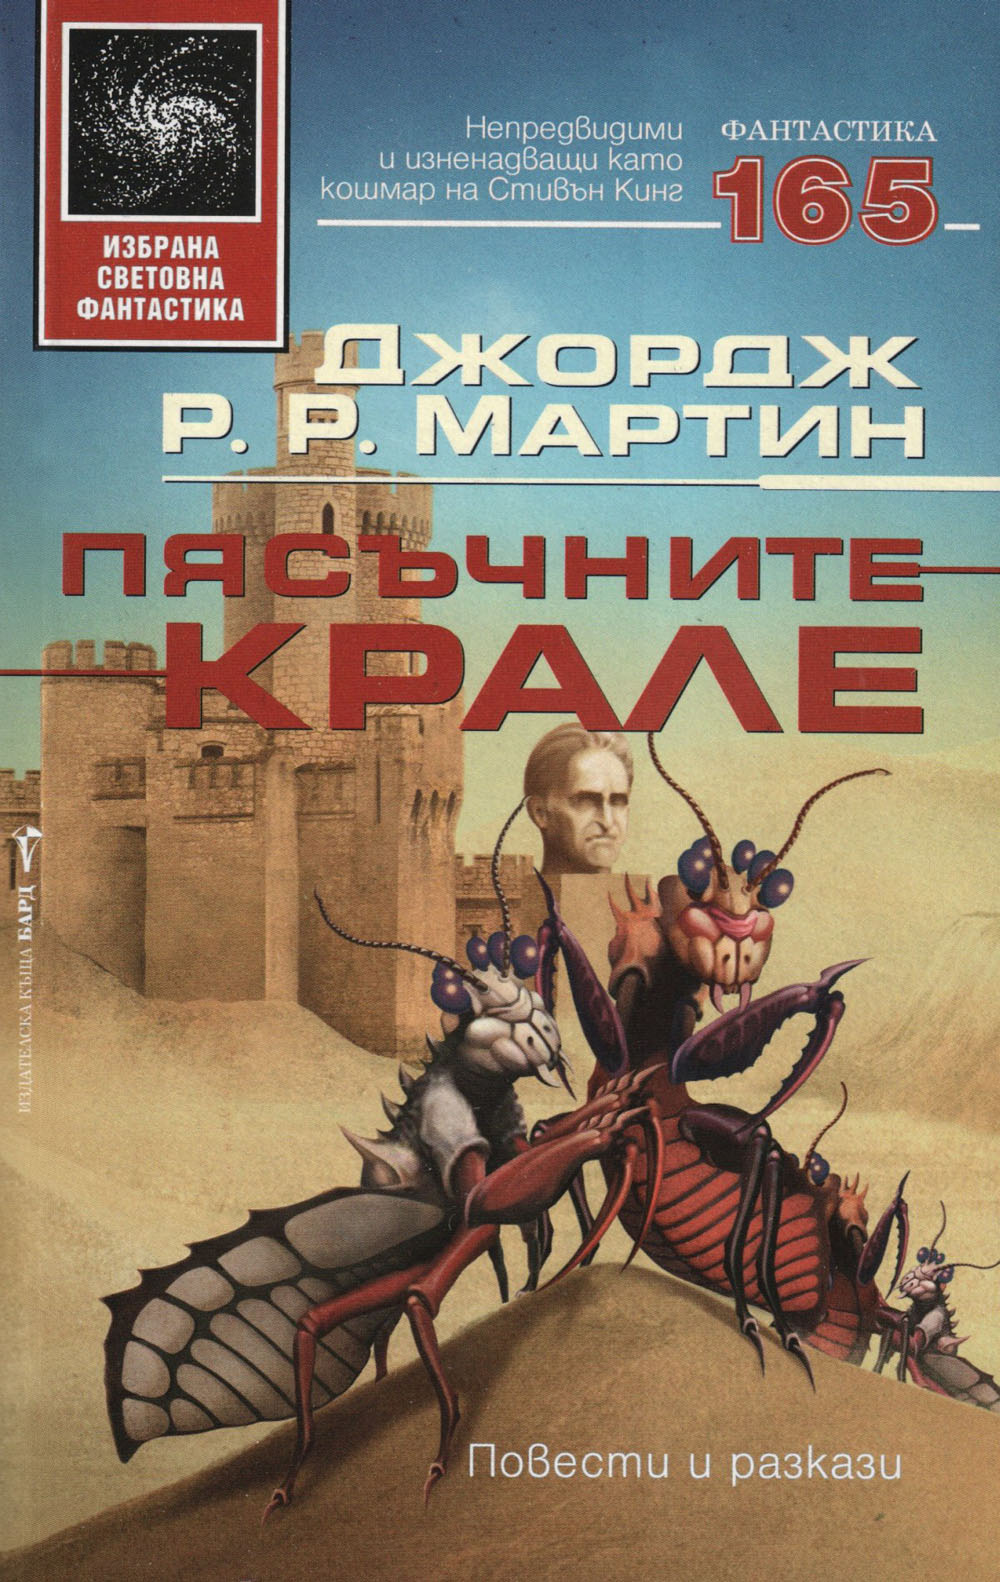 ИЗБРАНА
СВЕТОВНА
ФАНТАСТИКА
Непредвидими
и изненадващи като
кошмар на Стивън Кинг
ФАНТАСТИКА
165
ДЖОРДЖ
Р. Р. МАРТИН
ПЯСЪЧНИТЕ
КРАЛЕ
ИЗДАТЕЛСКА КЪЩА БАРД
Повести и разкази